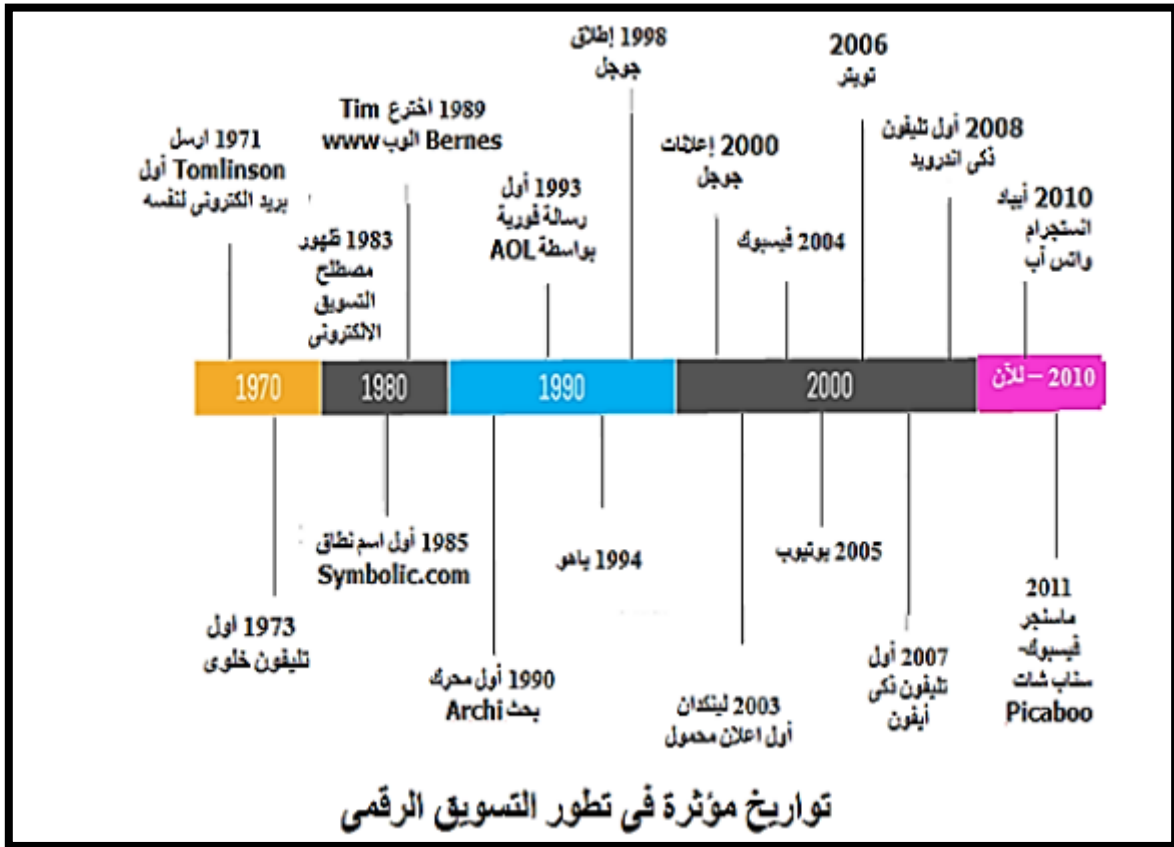 1998 إطلاق
جوجل
2006
تويتر
1989 اخترع Tim
Bernes الوب www
2008 أول تليفون
ذكى اندرويد
1971 ارسل
Tomlinson أول
بريد الكترونى لنفسه
2000 إعلانات
جوجل
1993 أول
رسالة فورية
بواسطة AOL
2010 أيباد
انستجرام
واتس آب
1983 ظهور
مصطلح
التسويق
الالكترونى
2004 فيسبوك
1970
1980
1990
2000
2010 – للآن
1985 أول اسم نطاق
Symbolic.com
1994 ياهو
2005 يوتيوب
2011
ماسنجر
فيسبوك-
سناب شات
Picaboo
1973 اول
تليفون خلوى
1990 أول محرك
بحث Archi
2003 لينكدان
أول اعلان محمول
2007 أول
تليفون ذكى
أيفون
تواريخ مؤثرة فى تطور التسويق الرقمى